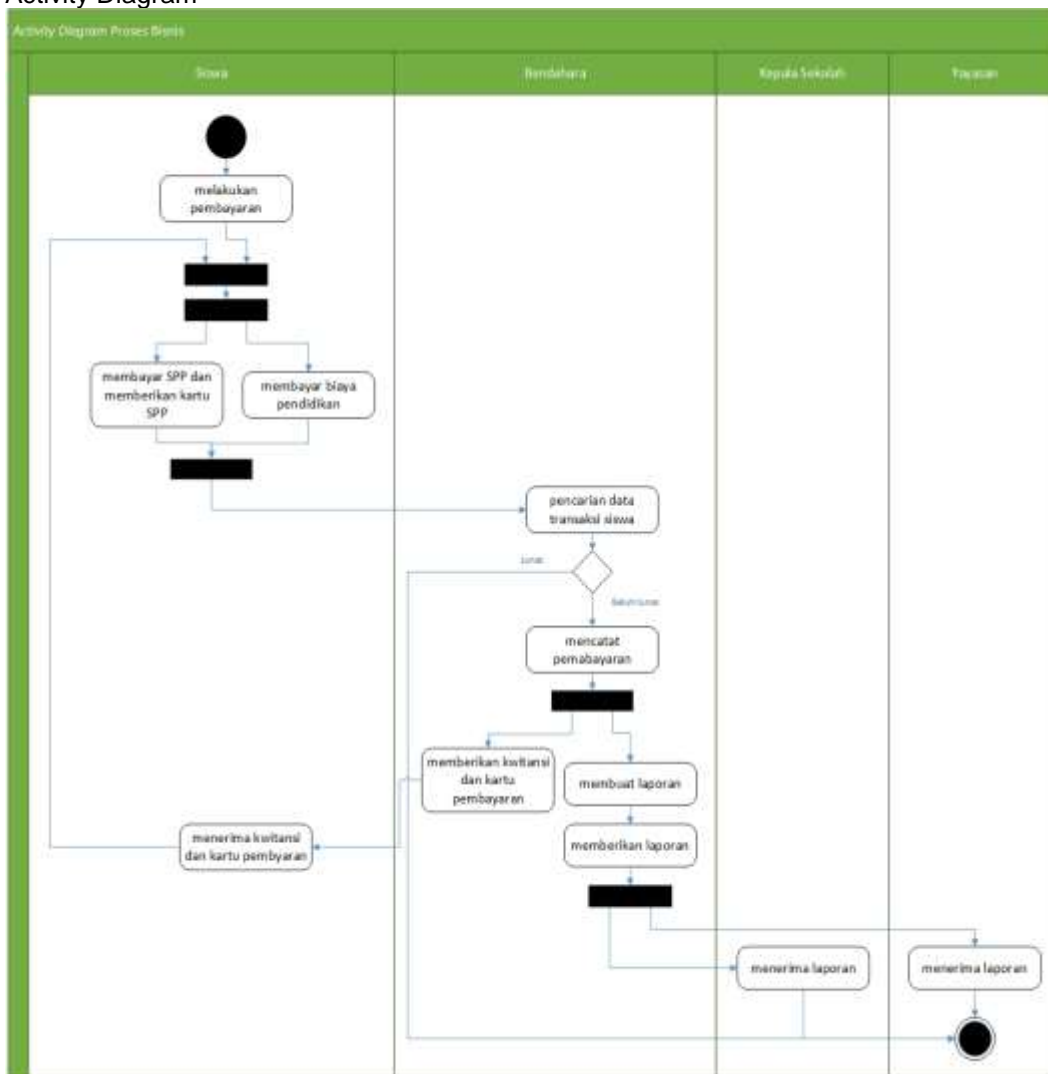 Activity Diagram
Activity Diagram Proses Bisnis
Siswa
Bendahara
Kepala Sekolah
Yayasan
melakukan
pembayaran
membayar SPP dan
memberikan kartu
SPP
membayar biaya
pendidikan
pencarian data
transaksi siswa
Lunas
Belum lunas
mencatat
pemabayaran
memberikan kwitansi
dan kartu
pembayaran
membuat laporan
menerima kwitansi
dan kartu pembyaran
memberikan laporan
menerima laporan
menerima laporan